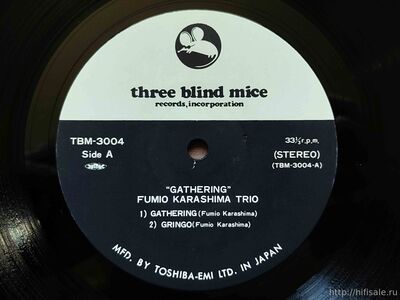 three blind mice
records, incorporation
TBM-3004
Side A
33⅓r.p.m.
(STEREO)
(TBM-3004-A)
"GATHERING"
FUMIO KARASHIMA TRIO
1) GATHERING (Fumio Karashima)
2) GRINGO (Fumio Karashima)
MFD. BY TOSHIBA-EMI LTD. IN JAPAN
http://hifisale.ru/